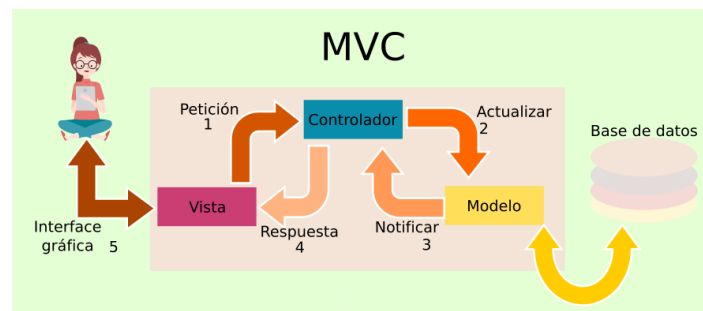 MVC
Petición
1
Controlador
Actualizar
2
Base de datos
Vista
Modelo
Interface
gráfica 5
Respuesta
4
Notificar
3